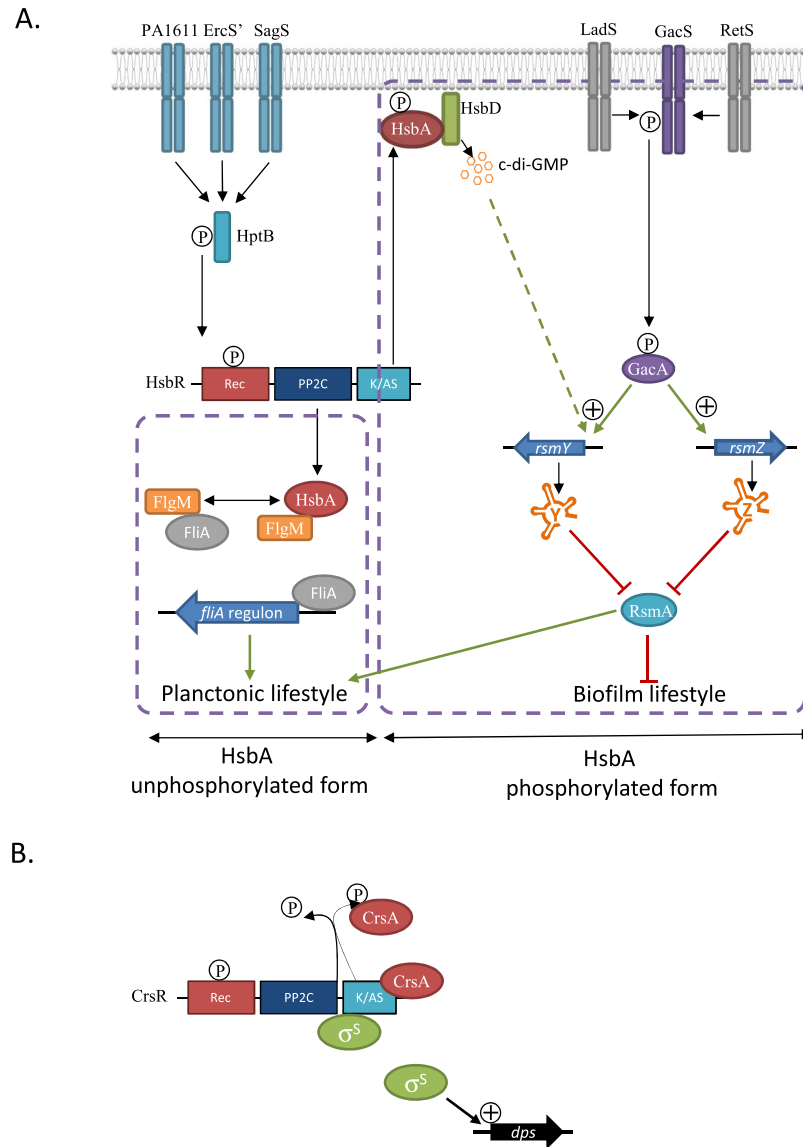 A.
PA1611 ErcS’ SagS
LadS GacS RetS
P
HsbA
HsbD
P
c-di-GMP
P
HptB
P
GacA
P
HsbR
Rec
PP2C
K/AS
+
+
rsmY
rsmZ
FlgM
FliA
HsbA
FlgM
Y
Z
FliA
fliA regulon
RsmA
Planctonic lifestyle
Biofilm lifestyle
HsbA
unphosphorylated form
HsbA
phosphorylated form
B.
P
P
CrsA
P
CrsR
Rec
PP2C
K/AS
CrsA
σS
σS
+
dps